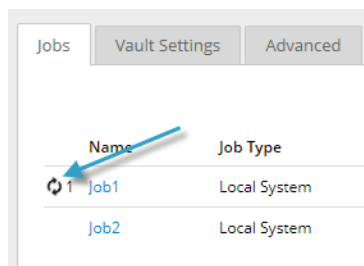 Jobs Vault Settings Advanced
Name Job Type
1 Job1 Local System
Job2 Local System